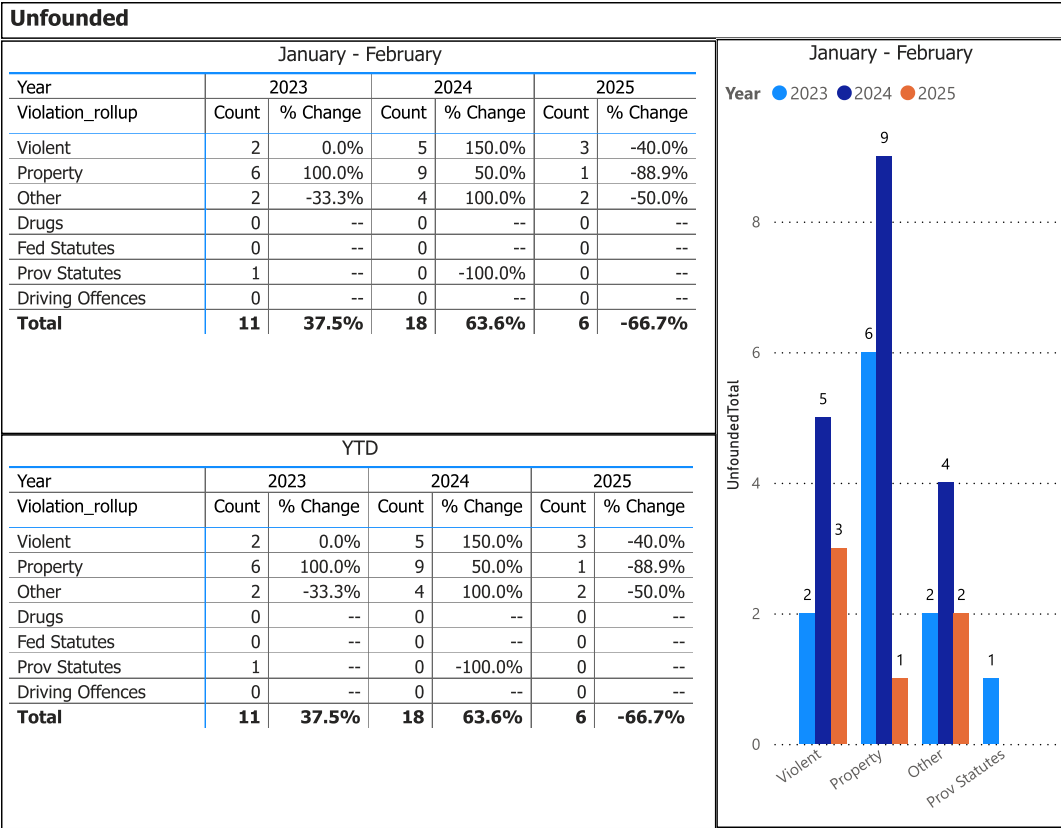 Unfounded
January - February
Year 2023 2024 2025
Violation_rollup Count % Change Count % Change Count % Change
Violent 2 0.0% 5 150.0% 3 -40.0%
Property 6 100.0% 9 50.0% 1 -88.9%
Other 2 -33.3% 4 100.0% 2 -50.0%
Drugs 0 -- 0 -- 0 --
Fed Statutes 0 -- 0 -- 0 --
Prov Statutes 1 -- 0 -100.0% 0 --
Driving Offences 0 -- 0 -- 0 --
Total 11 37.5% 18 63.6% 6 -66.7%
YTD
Year 2023 2024 2025
Violation_rollup Count % Change Count % Change Count % Change
Violent 2 0.0% 5 150.0% 3 -40.0%
Property 6 100.0% 9 50.0% 1 -88.9%
Other 2 -33.3% 4 100.0% 2 -50.0%
Drugs 0 -- 0 -- 0 --
Fed Statutes 0 -- 0 -- 0 --
Prov Statutes 1 -- 0 -100.0% 0 --
Driving Offences 0 -- 0 -- 0 --
Total 11 37.5% 18 63.6% 6 -66.7%
January - February
Year 2023 2024 2025
UnfoundedTotal
8
6
4
2
0
2 5 3
6 9 1
2 4 2
1
Violent Property Other Prov Statutes